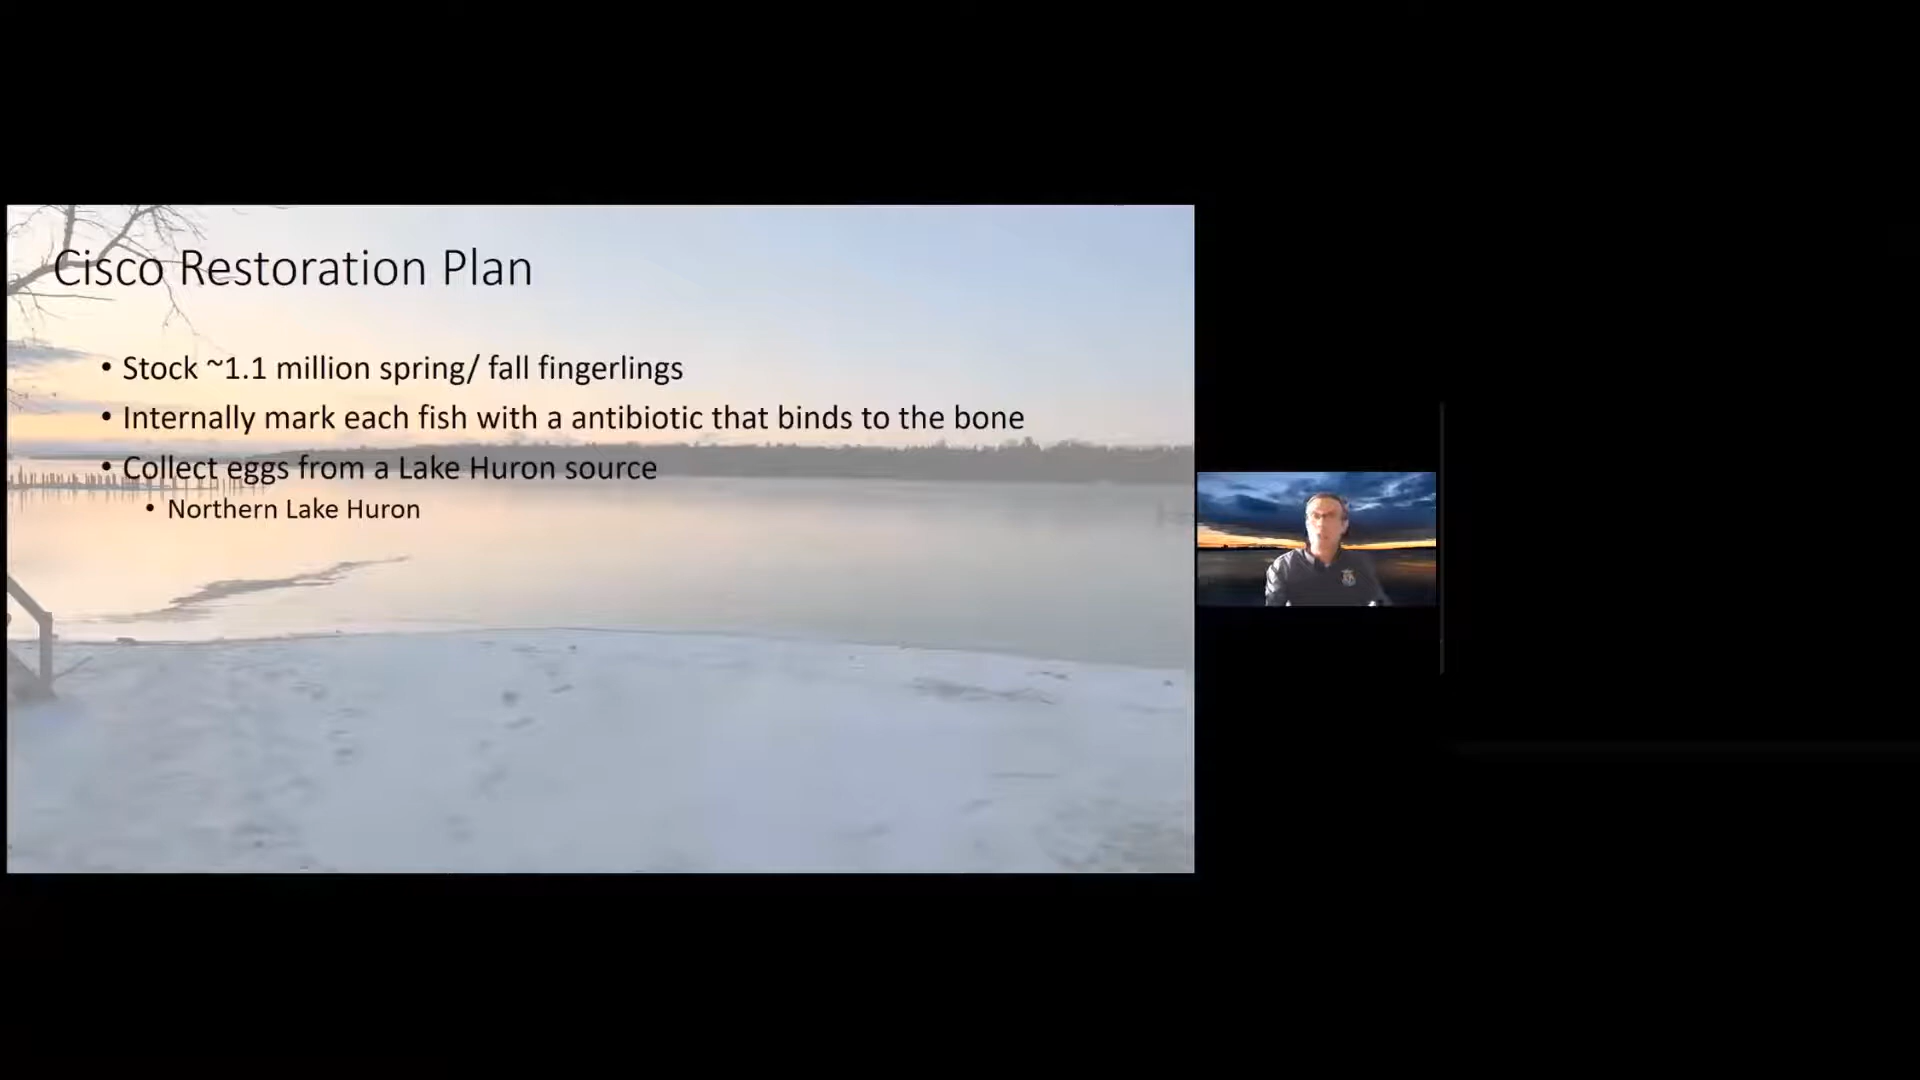 Cisco Restoration Plan
• Stock ~1.1 million spring/ fall fingerlings
• Internally mark each fish with a antibiotic that binds to the bone
• Collect eggs from a Lake Huron source
• Northern Lake Huron